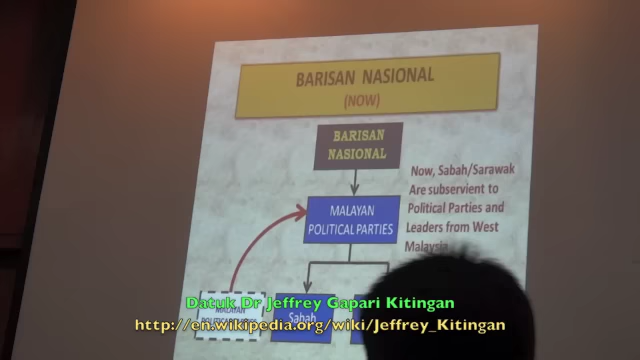 BARISAN NASIONAL
(NOW)
BARISAN
NASIONAL
Now, Sabah/Sarawak
Are subservient to
Political Parties and
Leaders from West
Malaysia
MALAYAN
POLITICAL PARTIES
MALAYAN
Sabah
Datuk Dr Jeffrey Gapari Kitingan
http://en.wikipedia.org/wiki/Jeffrey_Kitingan